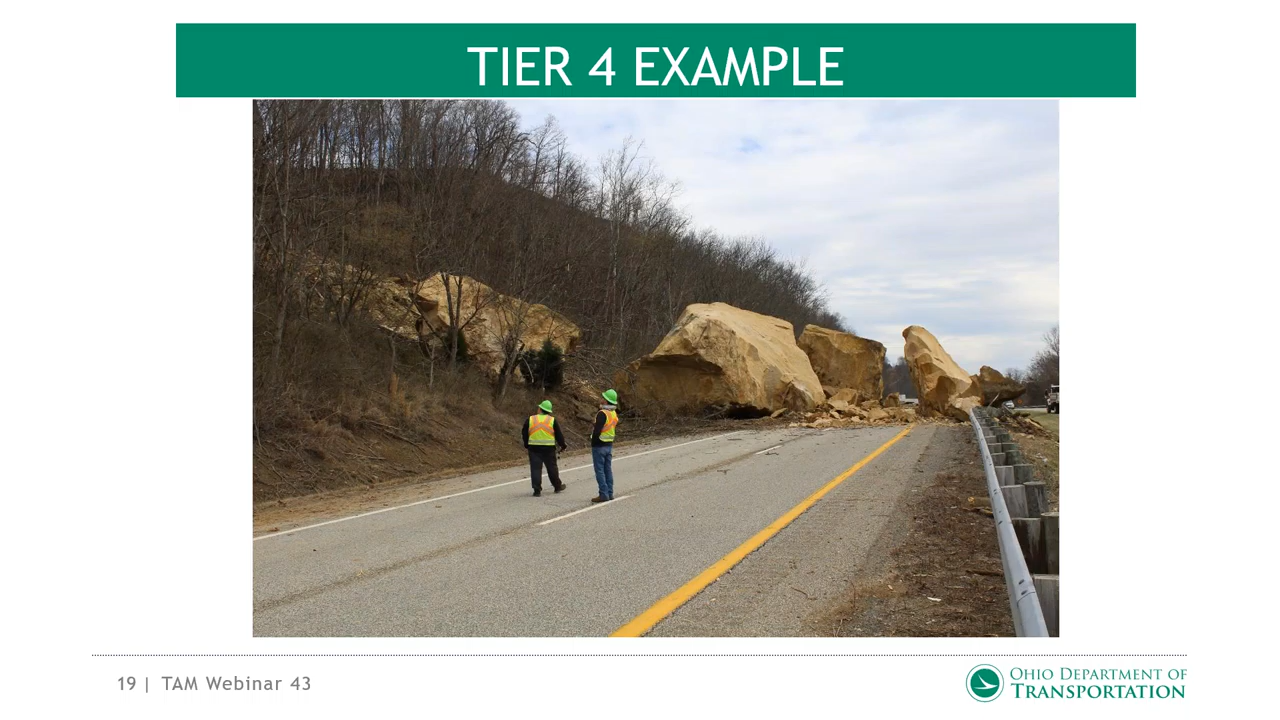 TIER 4 EXAMPLE
19 | TAM Webinar 43
OHIO DEPARTMENT OF
TRANSPORTATION